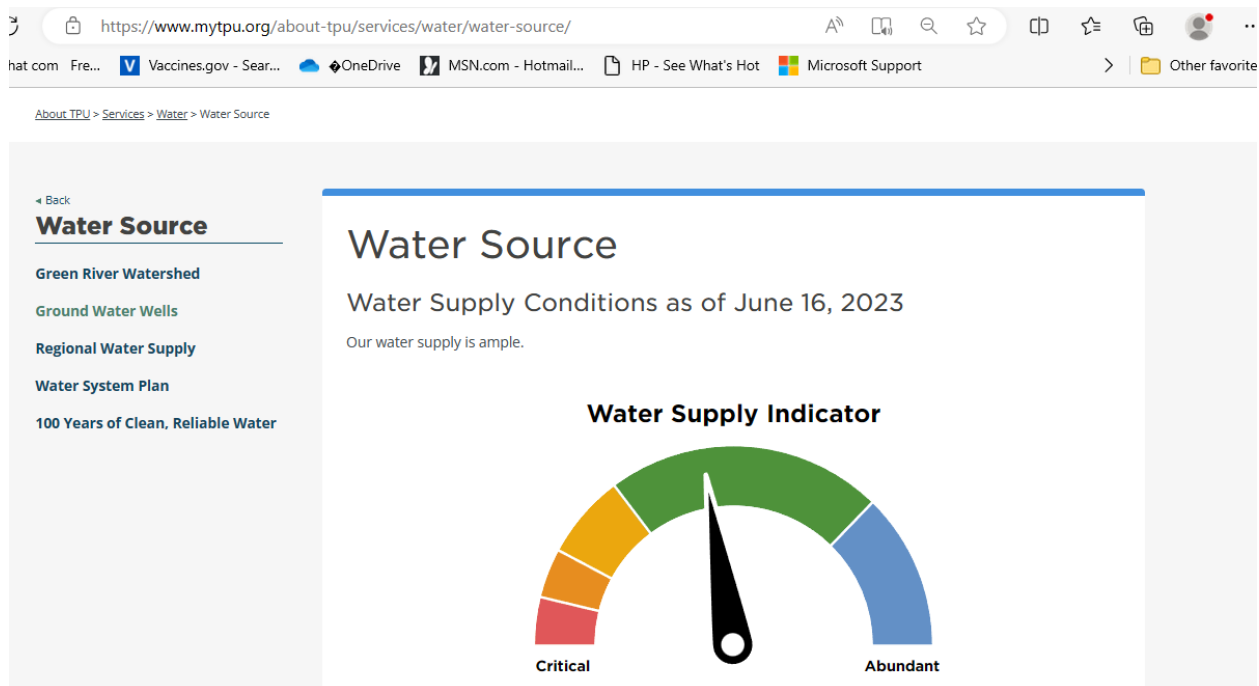 https://www.mytpu.org/about-tpu/services/water/water-source/
hat com Fre... V Vaccines.gov - Sear... �OneDrive MSN.com - Hotmail... HP - See What's Hot Microsoft Support Other favorite
About TPU > Services > Water > Water Source
◂ Back
Water Source
Green River Watershed
Ground Water Wells
Regional Water Supply
Water System Plan
100 Years of Clean, Reliable Water
Water Source
Water Supply Conditions as of June 16, 2023
Our water supply is ample.
Water Supply Indicator
Critical Abundant